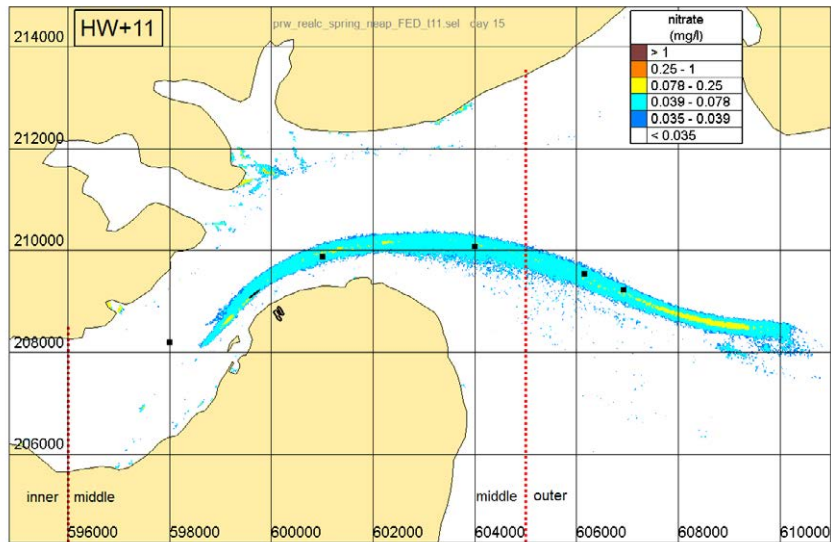 HW+11
prw_realc_spring_neap_FED_t11.sel day 15
nitrate
(mg/l)
> 1
0.25 - 1
0.078 - 0.25
0.039 - 0.078
0.035 - 0.039
< 0.035
214000
212000
210000
208000
206000
inner
middle
middle
outer
596000
598000
600000
602000
604000
606000
608000
610000